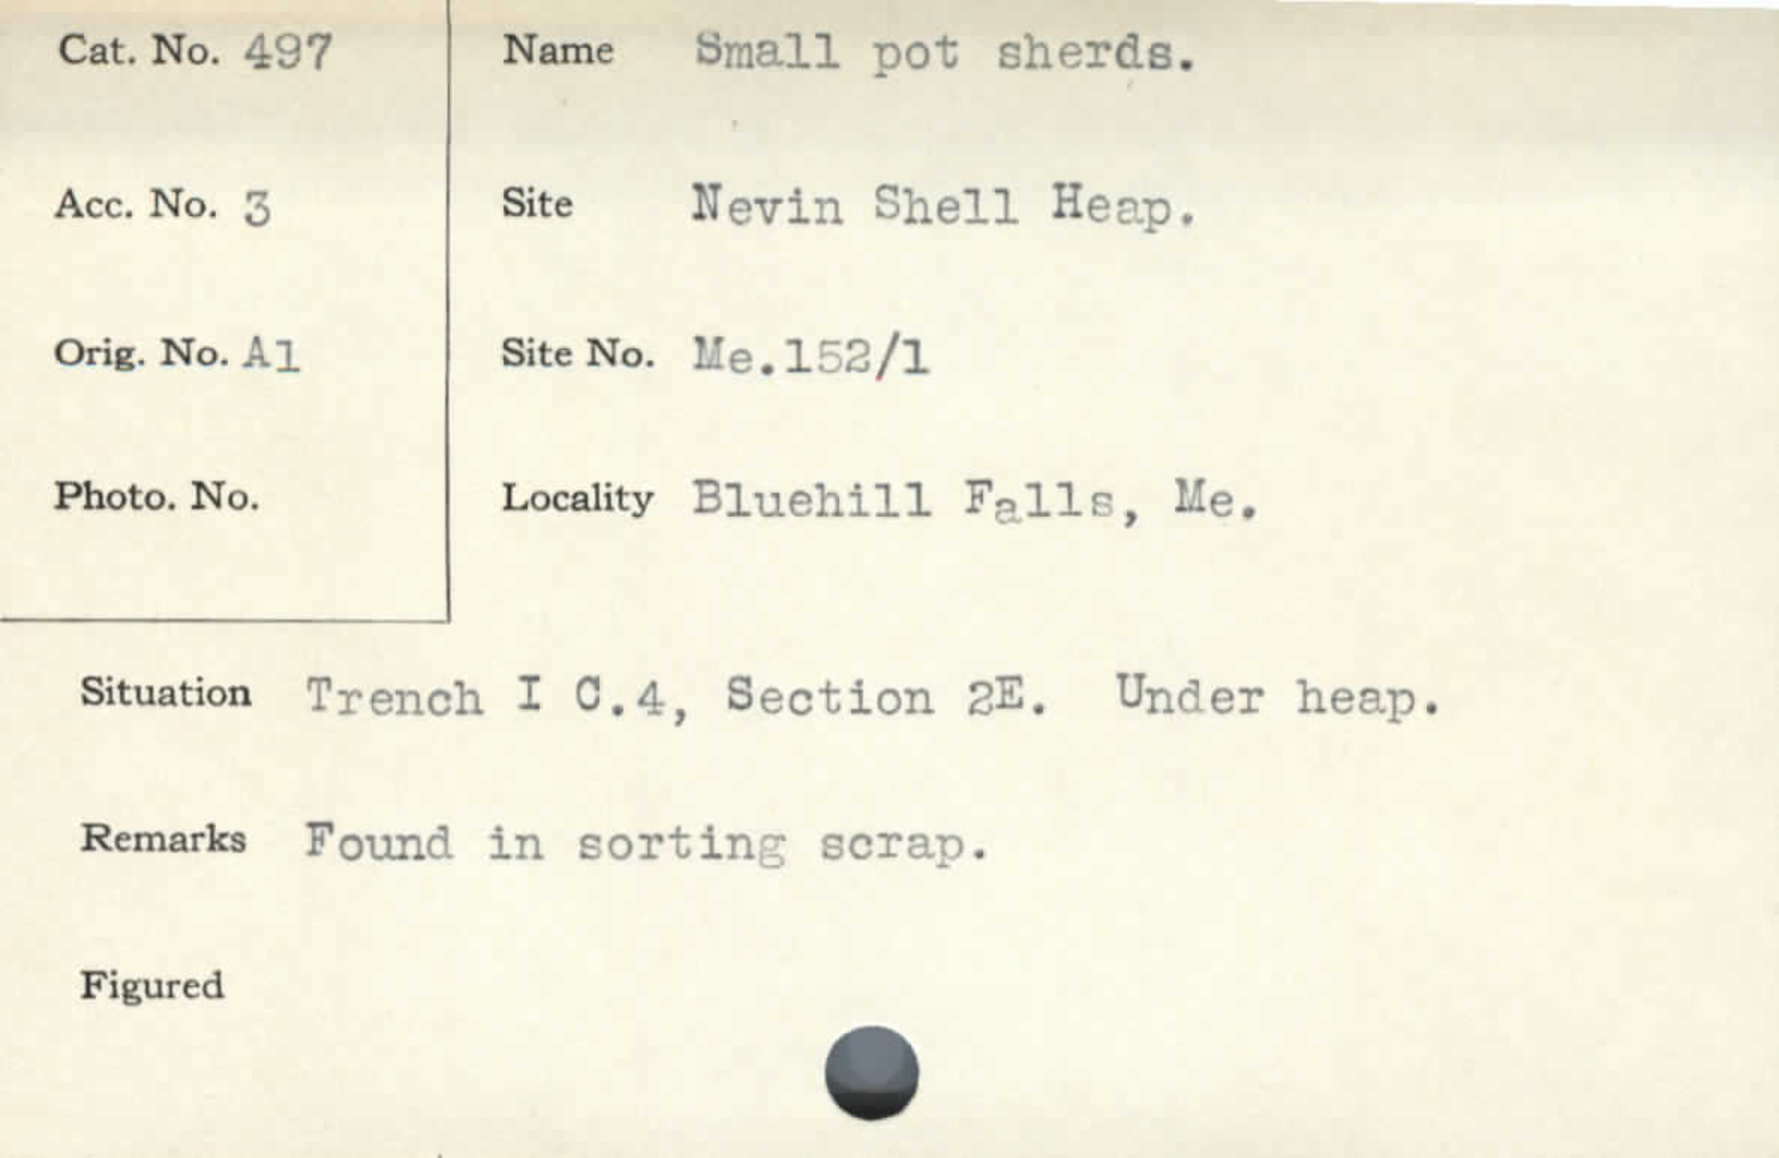 Cat. No. 497
Name Small pot sherds.
Acc. No. 3
Site Nevin Shell Heap.
Orig. No. A1
Site No. Me.152/1
Photo. No.
Locality Bluehill Falls, Me.
Situation Trench I C.4, Section 2E. Under heap.
Remarks Found in sorting scrap.
Figured